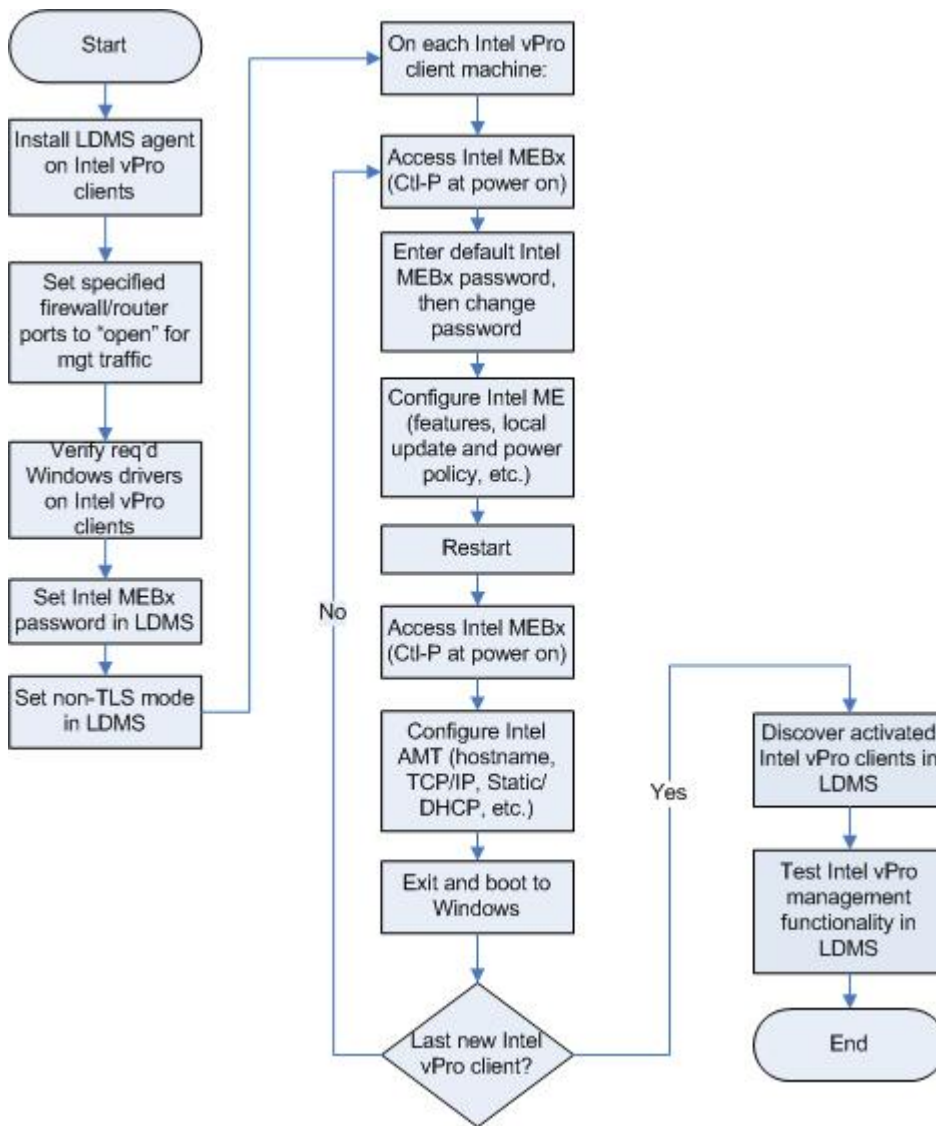 Start
Install LDMS agent
on Intel vPro
clients
Set specified
firewall/router
ports to “open” for
mgt traffic
Verify req’d
Windows drivers
on Intel vPro
clients
Set Intel MEBx
password in LDMS
Set non-TLS mode
in LDMS
On each Intel vPro
client machine:
Access Intel MEBx
(Ctl-P at power on)
Enter default Intel
MEBx password,
then change
password
Configure Intel ME
(features, local
update and power
policy, etc.)
Restart
Access Intel MEBx
(Ctl-P at power on)
Configure Intel
AMT (hostname,
TCP/IP, Static/
DHCP, etc.)
Exit and boot to
Windows
Last new Intel
vPro client?
No
Yes
Discover activated
Intel vPro clients in
LDMS
Test Intel vPro
management
functionality in
LDMS
End